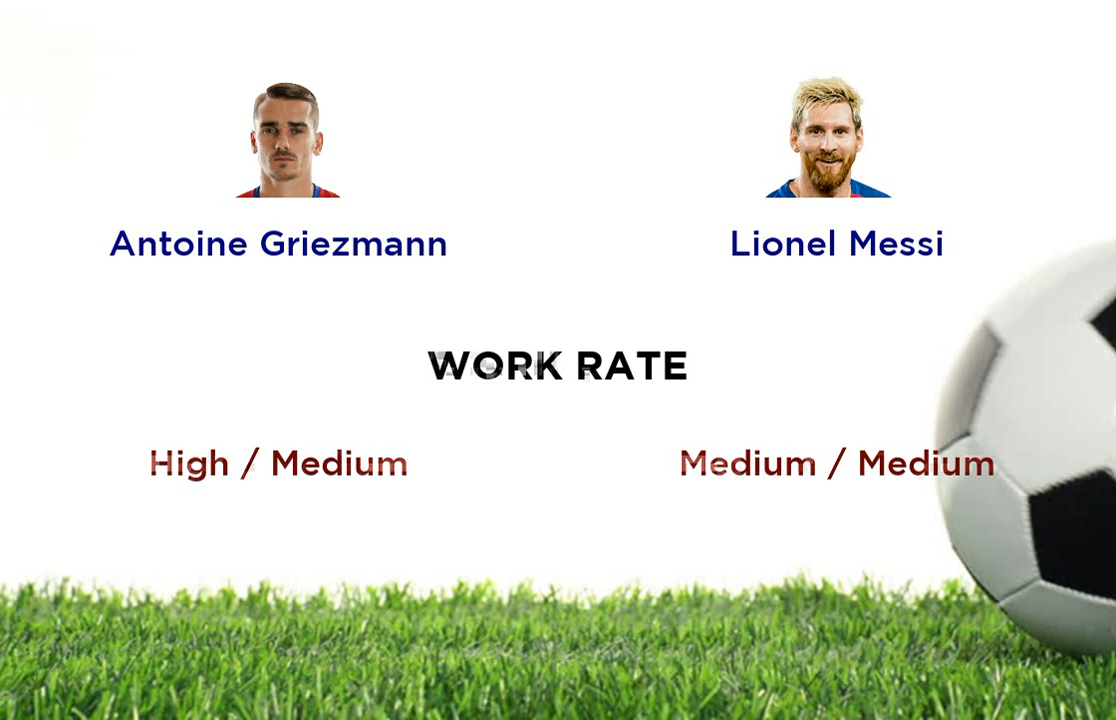 Antoine Griezmann
Lionel Messi
WORK RATE
High / Medium
Medium / Medium